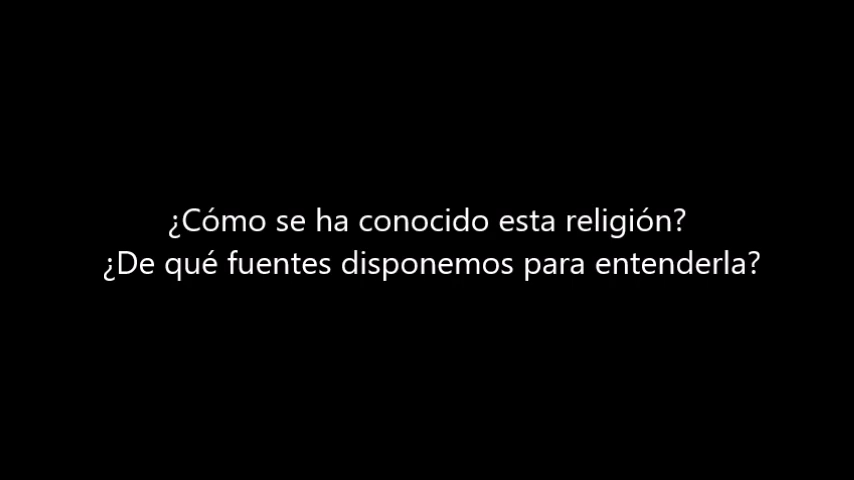 ¿Cómo se ha conocido esta religión?
¿De qué fuentes disponemos para entenderla?